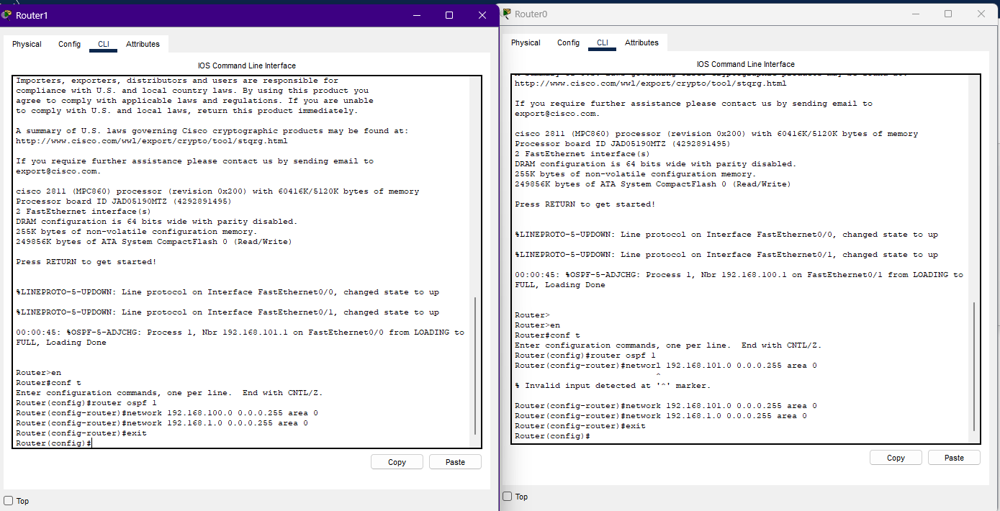 Router1
Physical Config CLI Attributes
IOS Command Line Interface
Importers, exporters, distributors and users are responsible for
compliance with U.S. and local country laws. By using this product you
agree to comply with applicable laws and regulations. If you are unable
to comply with U.S. and local laws, return this product immediately.
A summary of U.S. laws governing Cisco cryptographic products may be found at:
http://www.cisco.com/wwl/export/crypto/tool/stqrg.html
If you require further assistance please contact us by sending email to
export@cisco.com.
cisco 2811 (MPC860) processor (revision 0x200) with 60416K/5120K bytes of memory
Processor board ID JAD05190MTZ (4292891495)
2 FastEthernet interface(s)
DRAM configuration is 64 bits wide with parity disabled.
255K bytes of non-volatile configuration memory.
249856K bytes of ATA System CompactFlash 0 (Read/Write)
Press RETURN to get started!
%LINEPROTO-5-UPDOWN: Line protocol on Interface FastEthernet0/0, changed state to up
%LINEPROTO-5-UPDOWN: Line protocol on Interface FastEthernet0/1, changed state to up
00:00:45: %OSPF-5-ADJCHG: Process 1, Nbr 192.168.101.1 on FastEthernet0/0 from LOADING to
FULL, Loading Done
Router>en
Router#conf t
Enter configuration commands, one per line.  End with CNTL/Z.
Router(config)#router ospf 1
Router(config-router)#network 192.168.100.0 0.0.0.255 area 0
Router(config-router)#network 192.168.1.0 0.0.0.255 area 0
Router(config-router)#exit
Router(config)#
Copy Paste
Top
Router0
Physical Config CLI Attributes
IOS Command Line Interface
A summary of U.S. laws governing Cisco cryptographic products may be found at:
http://www.cisco.com/wwl/export/crypto/tool/stqrg.html
If you require further assistance please contact us by sending email to
export@cisco.com.
cisco 2811 (MPC860) processor (revision 0x200) with 60416K/5120K bytes of memory
Processor board ID JAD05190MTZ (4292891495)
2 FastEthernet interface(s)
DRAM configuration is 64 bits wide with parity disabled.
255K bytes of non-volatile configuration memory.
249856K bytes of ATA System CompactFlash 0 (Read/Write)
Press RETURN to get started!
%LINEPROTO-5-UPDOWN: Line protocol on Interface FastEthernet0/0, changed state to up
%LINEPROTO-5-UPDOWN: Line protocol on Interface FastEthernet0/1, changed state to up
00:00:45: %OSPF-5-ADJCHG: Process 1, Nbr 192.168.100.1 on FastEthernet0/1 from LOADING to
FULL, Loading Done
Router>
Router>en
Router#conf t
Enter configuration commands, one per line.  End with CNTL/Z.
Router(config)#router ospf 1
Router(config-router)#networl 192.168.101.0 0.0.0.255 area 0
^
% Invalid input detected at '^' marker.
Router(config-router)#network 192.168.101.0 0.0.0.255 area 0
Router(config-router)#network 192.168.1.0 0.0.0.255 area 0
Router(config-router)#exit
Router(config)#
Copy Paste
Top